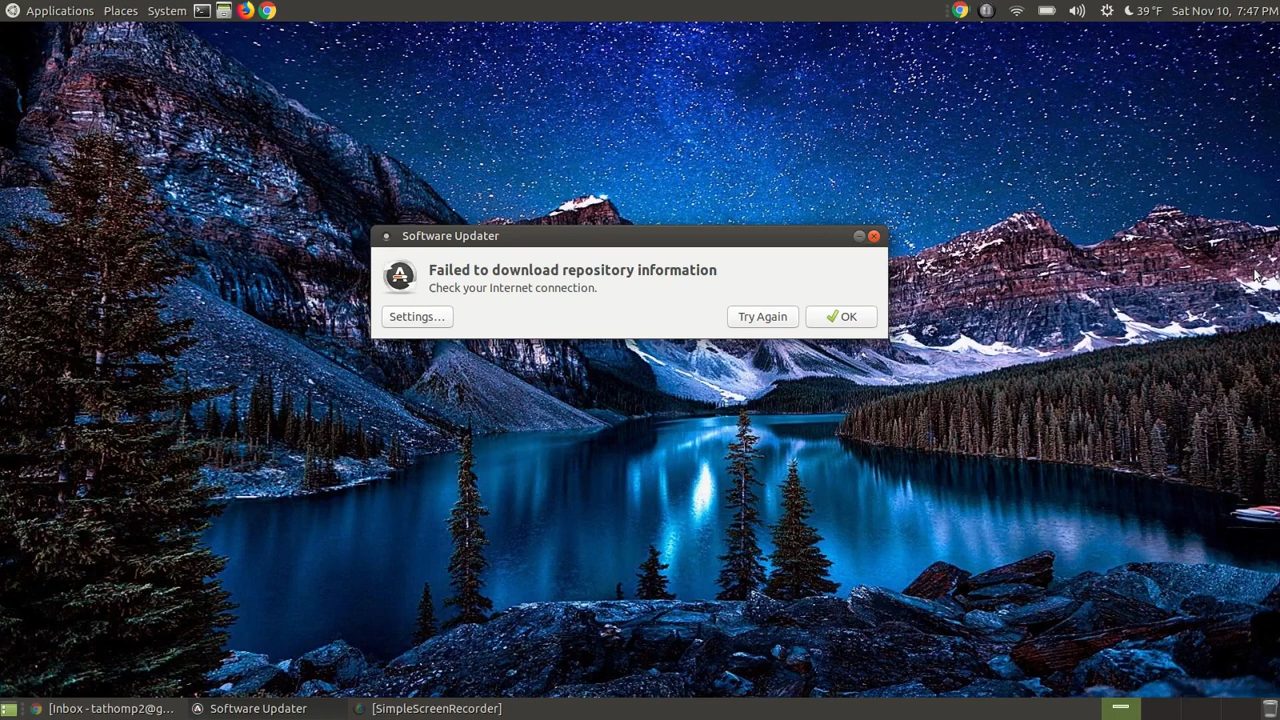 Applications Places System
39 °F Sat Nov 10, 7:47 PM
Software Updater
Failed to download repository information
Check your Internet connection.
Settings... Try Again OK
[Inbox - tathomp2@g... Software Updater [SimpleScreenRecorder]